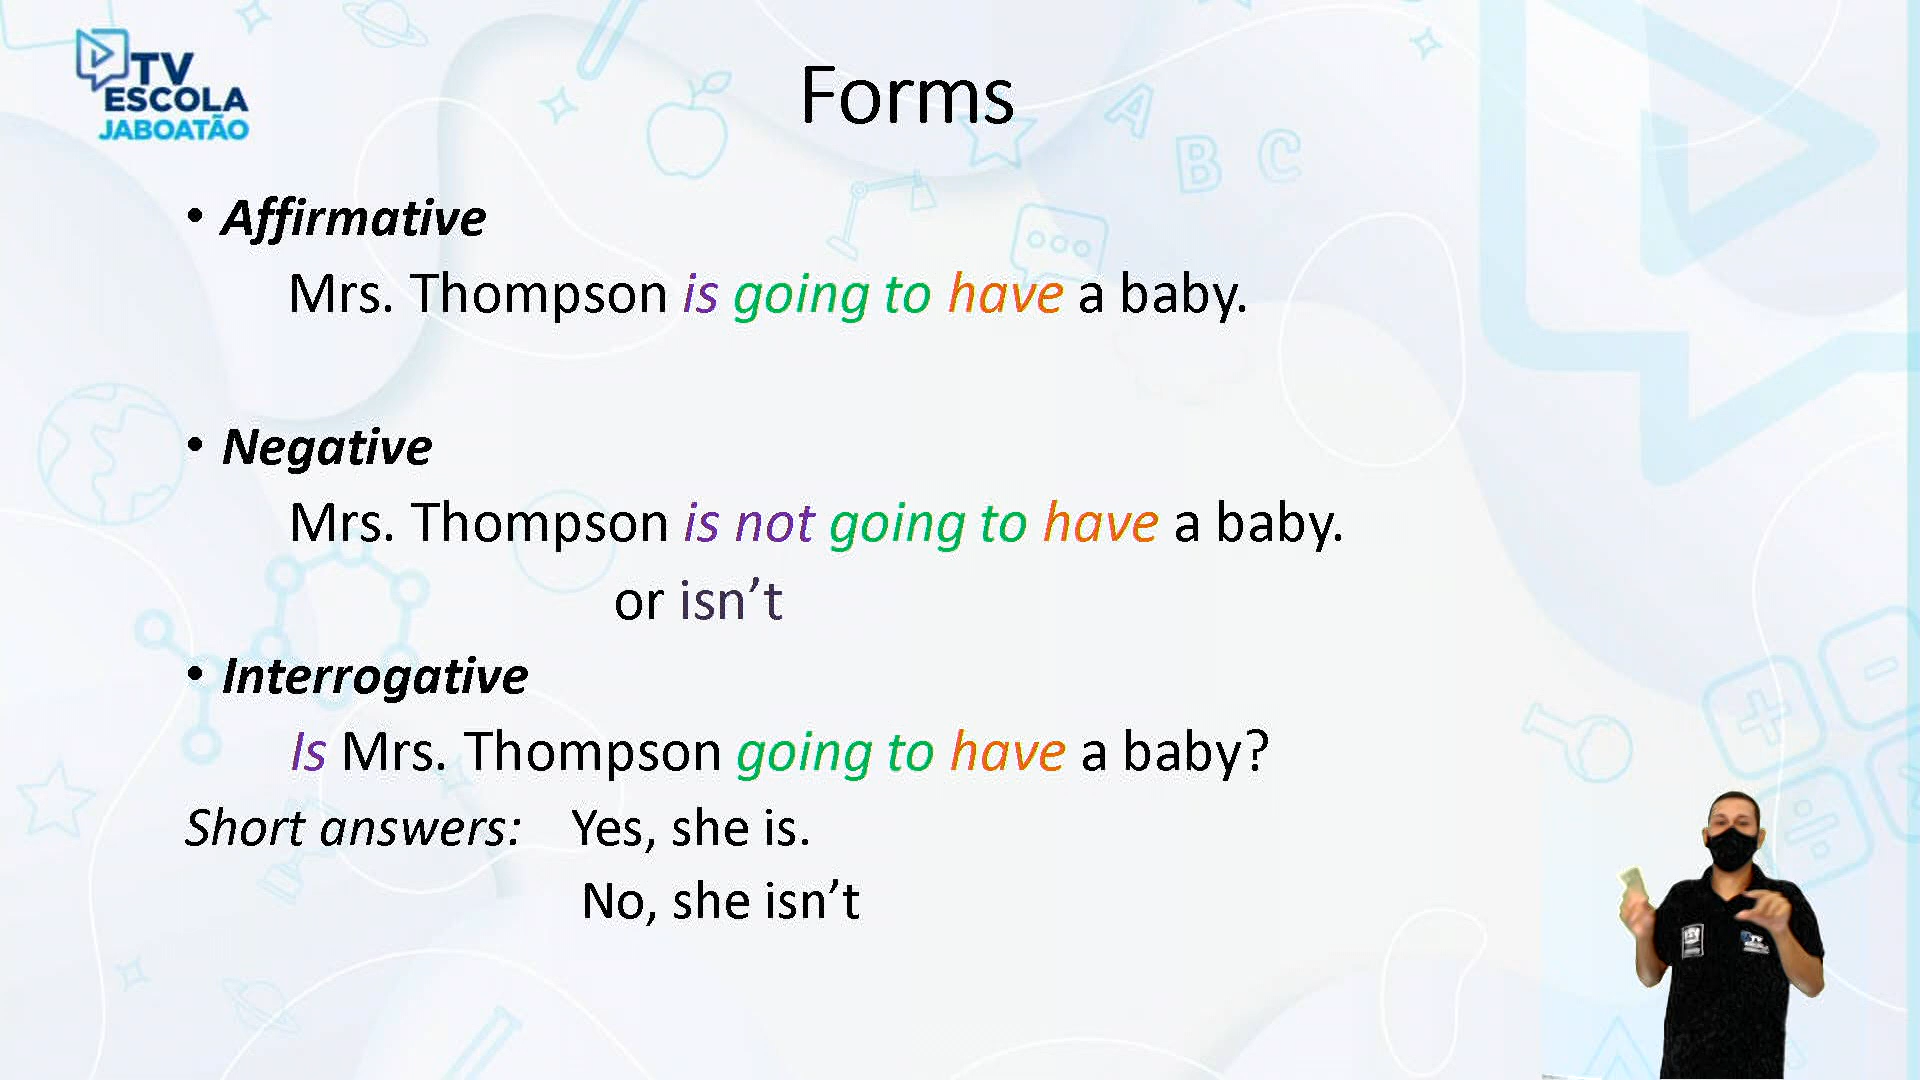 TV
ESCOLA
JABOATÃO
Forms
A
B C
• Affirmative
Mrs. Thompson is going to have a baby.
• Negative
Mrs. Thompson is not going to have a baby.
or isn’t
• Interrogative
Is Mrs. Thompson going to have a baby?
Short answers: Yes, she is.
No, she isn’t